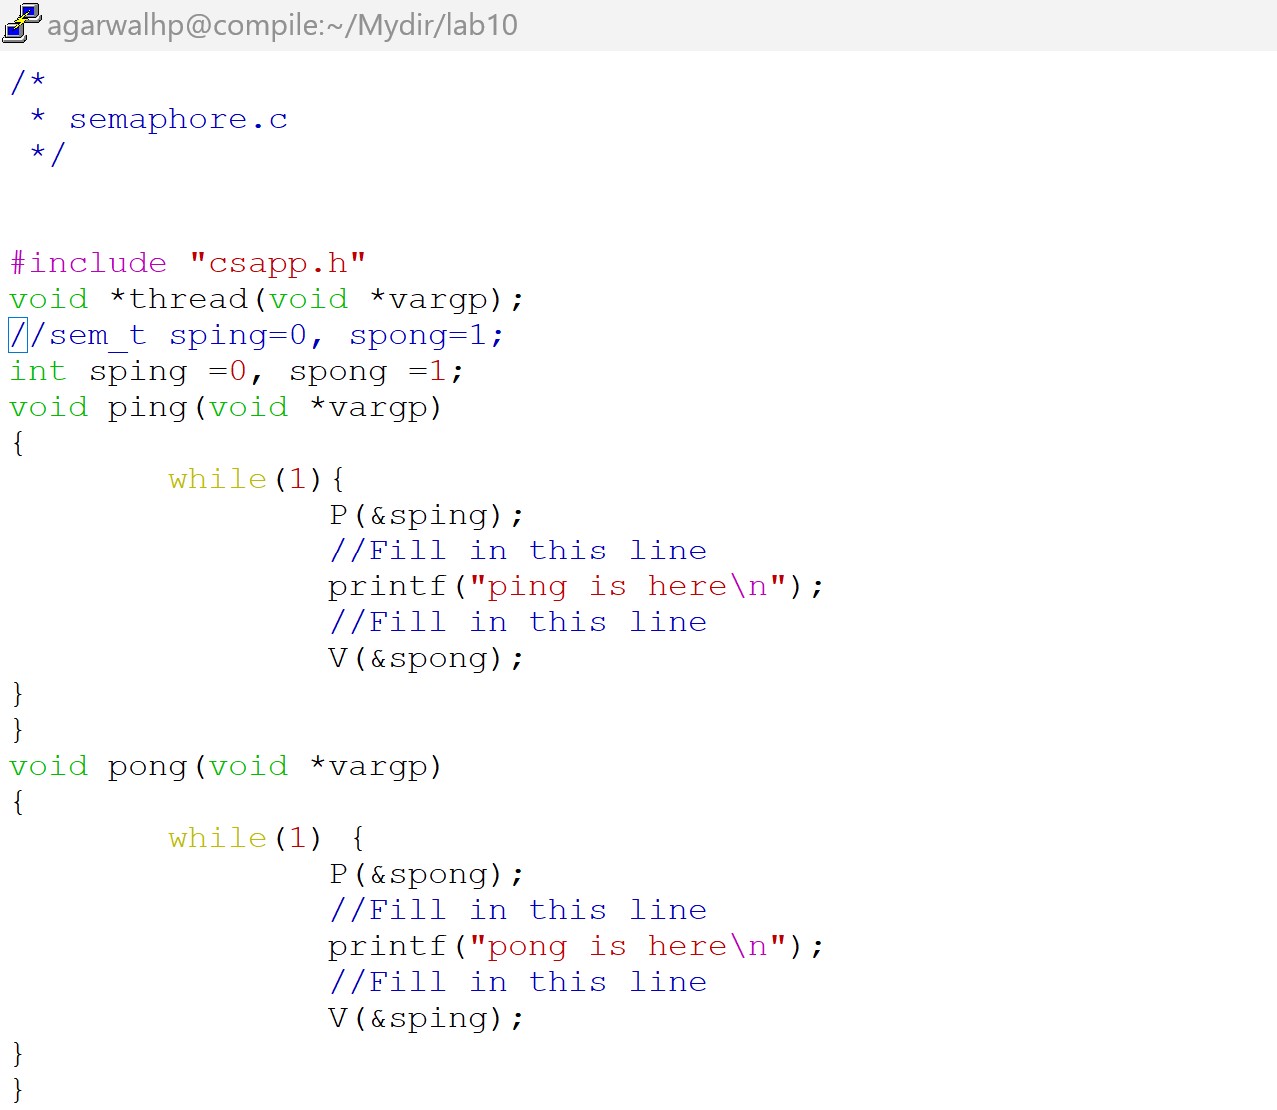 agarwalhp@compile:~/Mydir/lab10
/*
 * semaphore.c
 */
#include "csapp.h"
void *thread(void *vargp);
//sem_t sping=0, spong=1;
int sping =0, spong =1;
void ping(void *vargp)
{
        while(1){
                P(&sping);
                //Fill in this line
                printf("ping is here\n");
                //Fill in this line
                V(&spong);
}
}
void pong(void *vargp)
{
        while(1) {
                P(&spong);
                //Fill in this line
                printf("pong is here\n");
                //Fill in this line
                V(&sping);
}
}